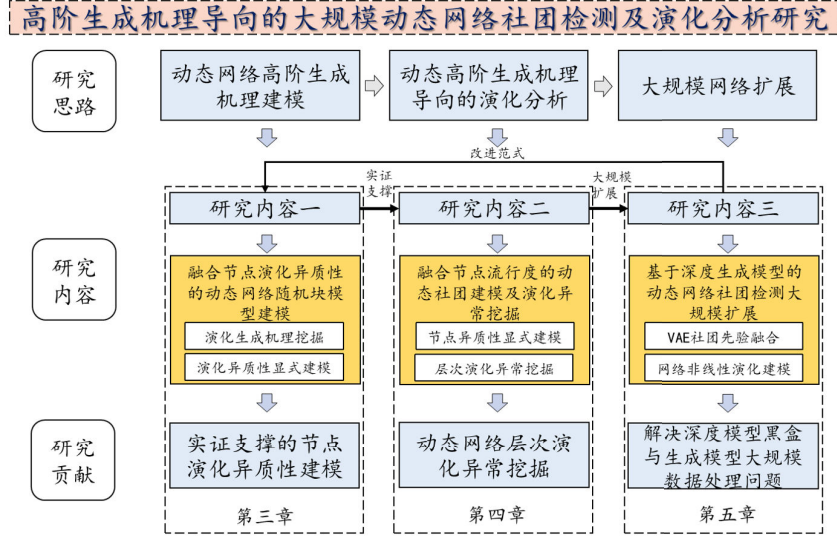 高阶生成机理导向的大规模动态网络社团检测及演化分析研究
研究
思路
动态网络高阶生成
机理建模
动态高阶生成机理
导向的演化分析
大规模网络扩展
改进范式
实证
支撑
大规模
扩展
研究内容一
研究内容二
研究内容三
研究
内容
融合节点演化异质性
的动态网络随机块模
型建模
演化生成机理挖掘
演化异质性显式建模
融合节点流行度的动
态社团建模及演化异
常挖掘
节点异质性显式建模
层次演化异常挖掘
基于深度生成模型的
动态网络社团检测大
规模扩展
VAE社团先验融合
网络非线性演化建模
研究
贡献
实证支撑的节点
演化异质性建模
动态网络层次演
化异常挖掘
解决深度模型黑盒
与生成模型大规模
数据处理问题
第三章
第四章
第五章